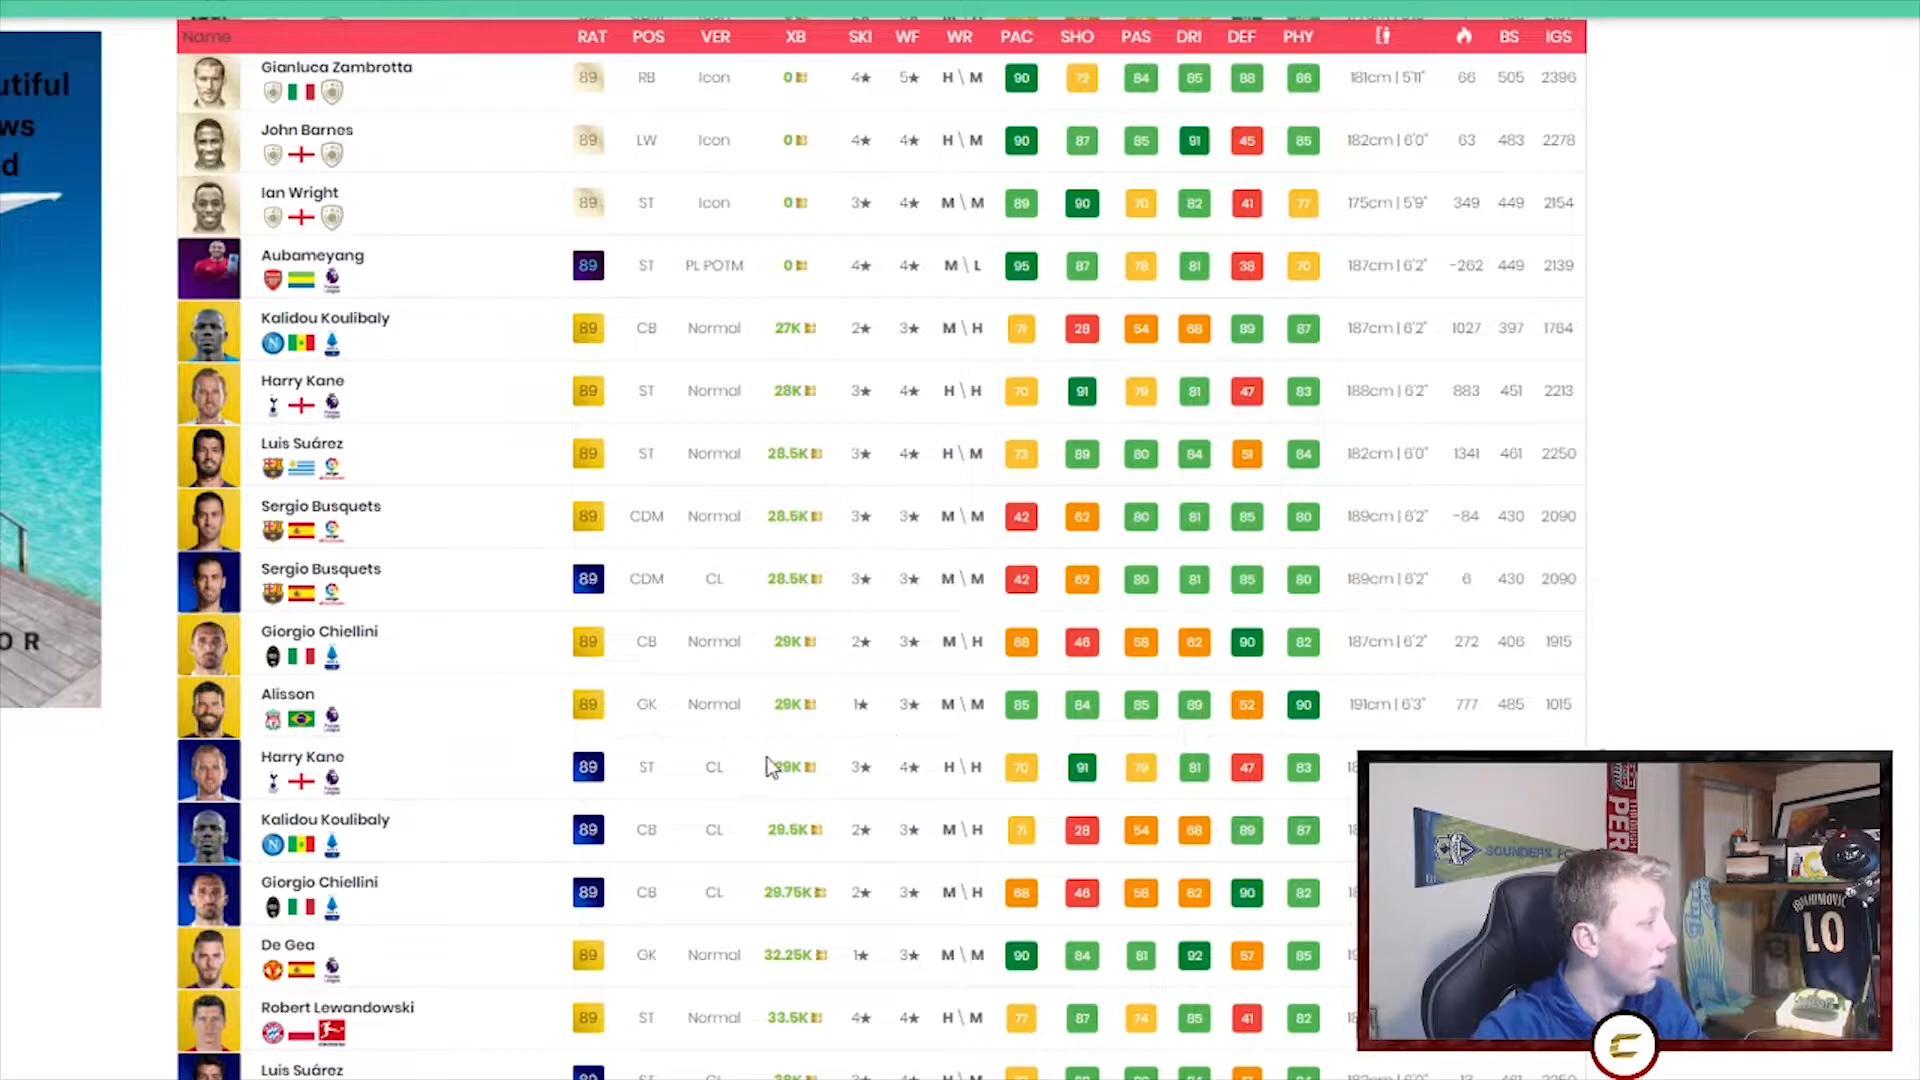 utiful
ws
d
O R
Name RAT POS VER XB SKI WF WR PAC SHO PAS DRI DEF PHY BS IGS
Gianluca Zambrotta 89 RB Icon 0 4★ 5★ H \ M 90 72 84 85 88 86 181cm | 5'11" 66 505 2396
John Barnes 89 LW Icon 0 4★ 4★ H \ M 90 87 85 91 45 85 182cm | 6'0" 63 483 2278
Ian Wright 89 ST Icon 0 3★ 4★ M \ M 89 90 70 82 41 77 175cm | 5'9" 349 449 2154
Aubameyang 89 ST PL POTM 0 4★ 4★ M \ L 95 87 78 81 38 70 187cm | 6'2" -262 449 2139
Kalidou Koulibaly 89 CB Normal 27K 2★ 3★ M \ H 71 28 54 68 89 87 187cm | 6'2" 1027 397 1764
Harry Kane 89 ST Normal 28K 3★ 4★ H \ H 70 91 79 81 47 83 188cm | 6'2" 883 451 2213
Luis Suárez 89 ST Normal 28.5K 3★ 4★ H \ M 73 89 80 84 51 84 182cm | 6'0" 1341 461 2250
Sergio Busquets 89 CDM Normal 28.5K 3★ 3★ M \ M 42 62 80 81 85 80 189cm | 6'2" -84 430 2090
Sergio Busquets 89 CDM CL 28.5K 3★ 3★ M \ M 42 62 80 81 85 80 189cm | 6'2" 6 430 2090
Giorgio Chiellini 89 CB Normal 29K 2★ 3★ M \ H 68 46 58 62 90 82 187cm | 6'2" 272 406 1915
Alisson 89 GK Normal 29K 1★ 3★ M \ M 85 84 85 89 52 90 191cm | 6'3" 777 485 1015
Harry Kane 89 ST CL 29K 3★ 4★ H \ H 70 91 79 81 47 83
Kalidou Koulibaly 89 CB CL 29.5K 2★ 3★ M \ H 71 28 54 68 89 87
Giorgio Chiellini 89 CB CL 29.75K 2★ 3★ M \ H 68 46 58 62 90 82
De Gea 89 GK Normal 32.25K 1★ 3★ M \ M 90 84 81 92 57 85
Robert Lewandowski 89 ST Normal 33.5K 4★ 4★ H \ M 77 87 74 85 41 82
Luis Suárez
SOUNDERS FC
PER
IBRAHIMOVIĆ
10